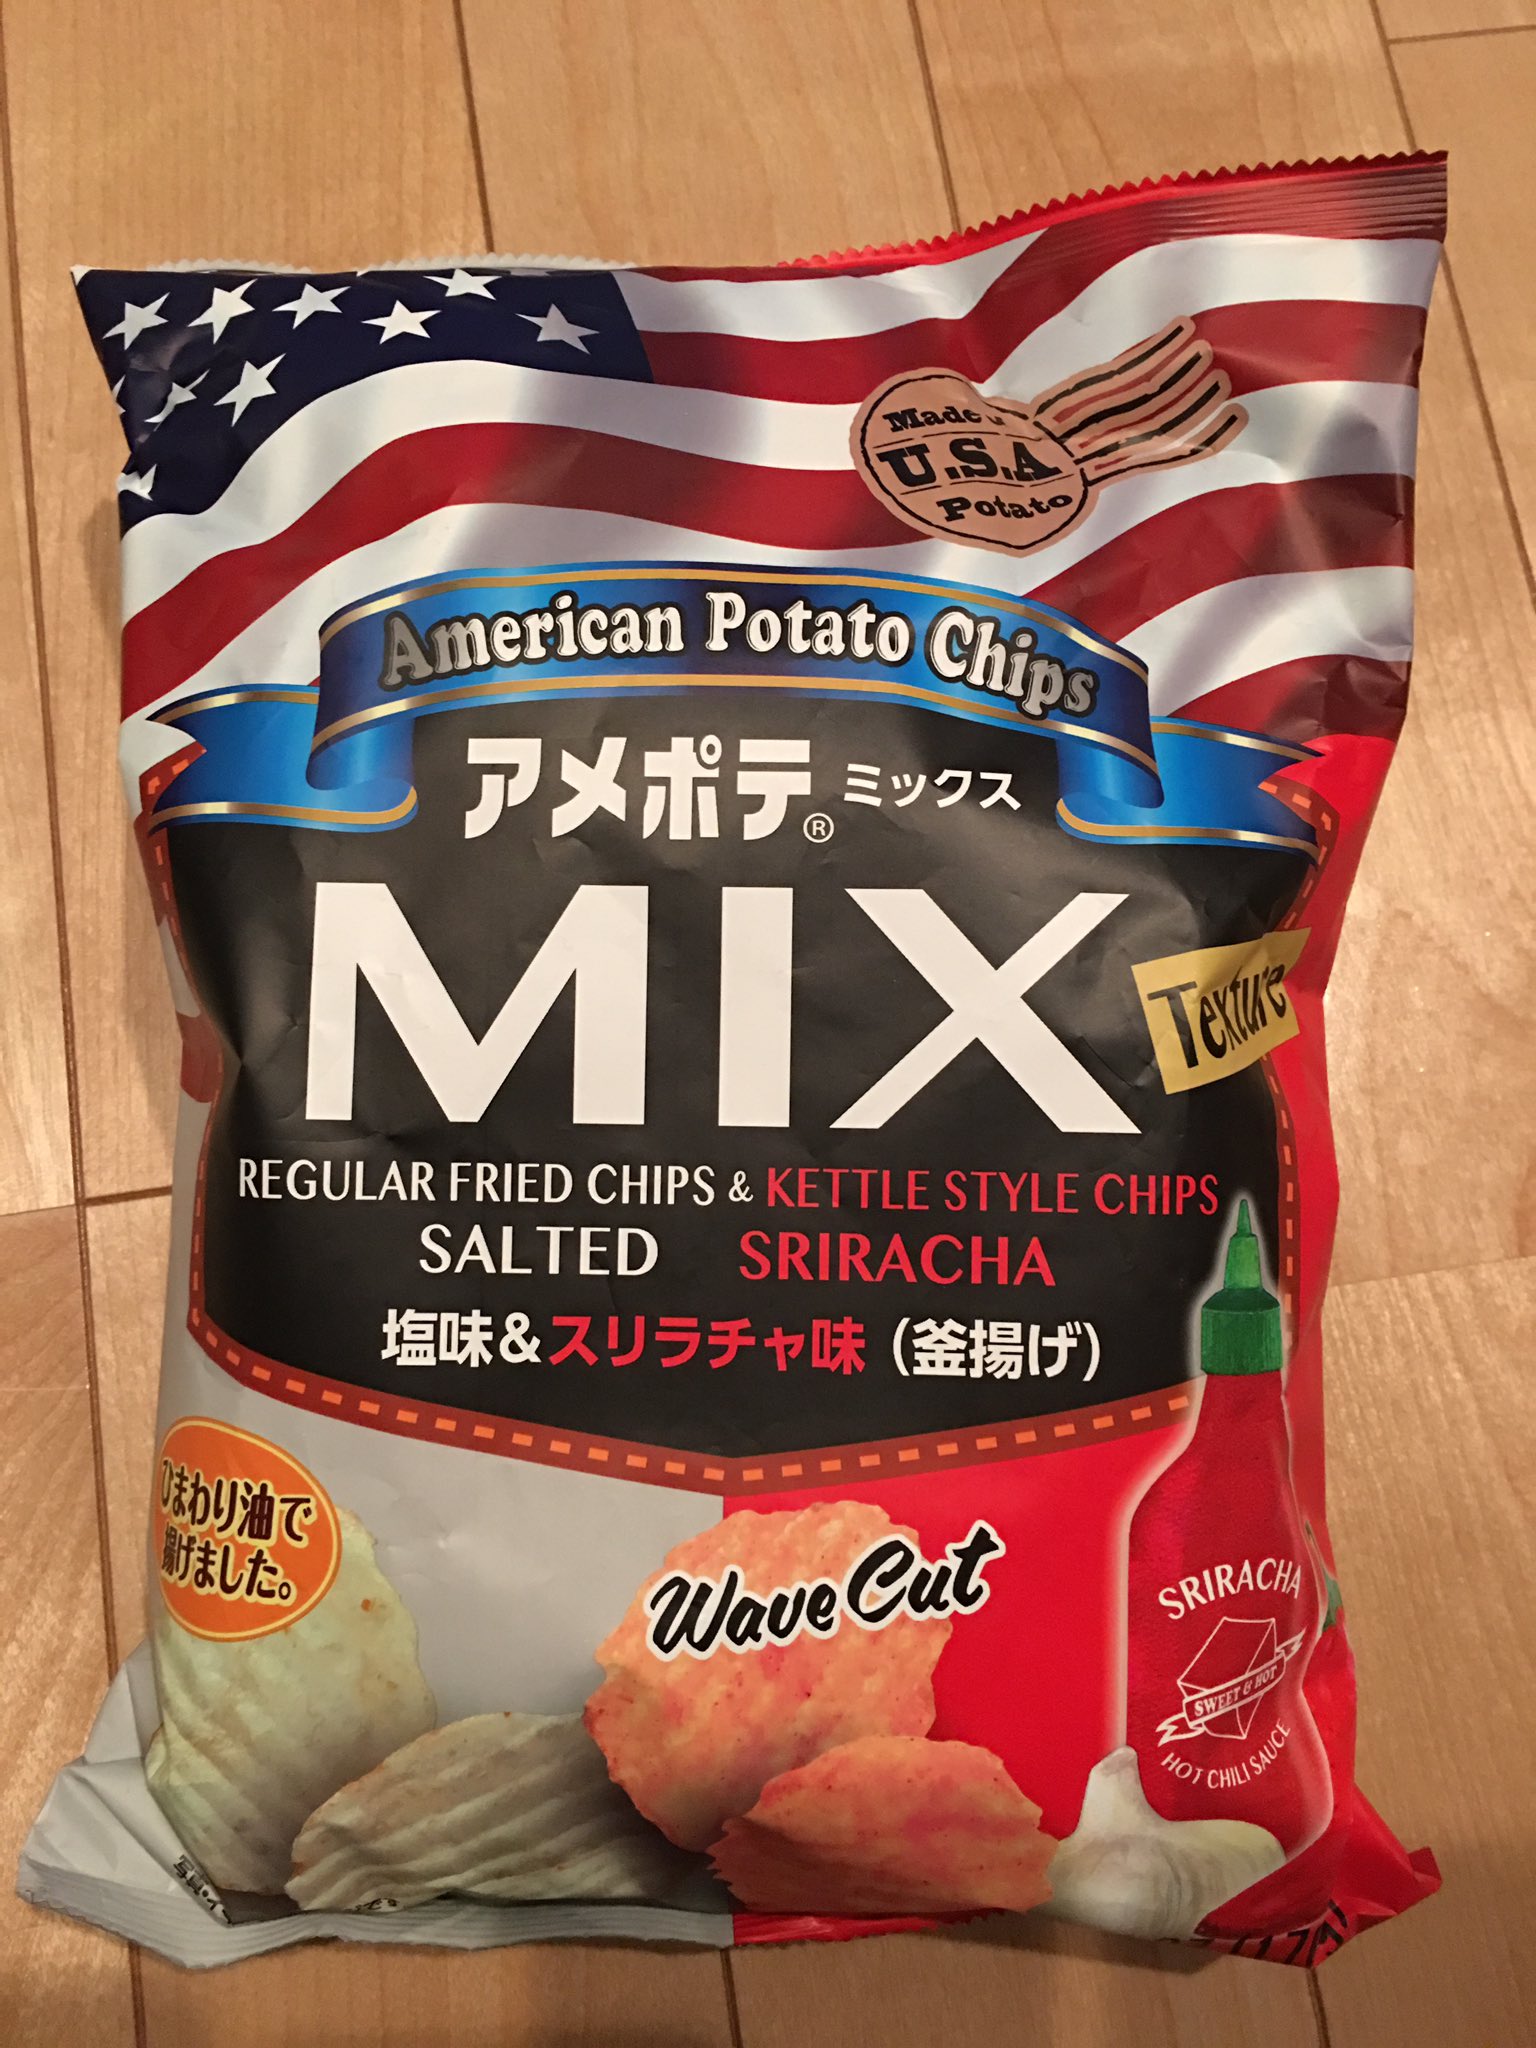 Made
U.S.A
Potato
American Potato Chips
アメポテ® ミックス
MIX
Texture
REGULAR FRIED CHIPS & KETTLE STYLE CHIPS
SALTED SRIRACHA
塩味&スリラチャ味 (釜揚げ)
ひまわり油で
揚げました。
Wave Cut
SRIRACHA
SWEET & HOT
HOT CHILI SAUCE